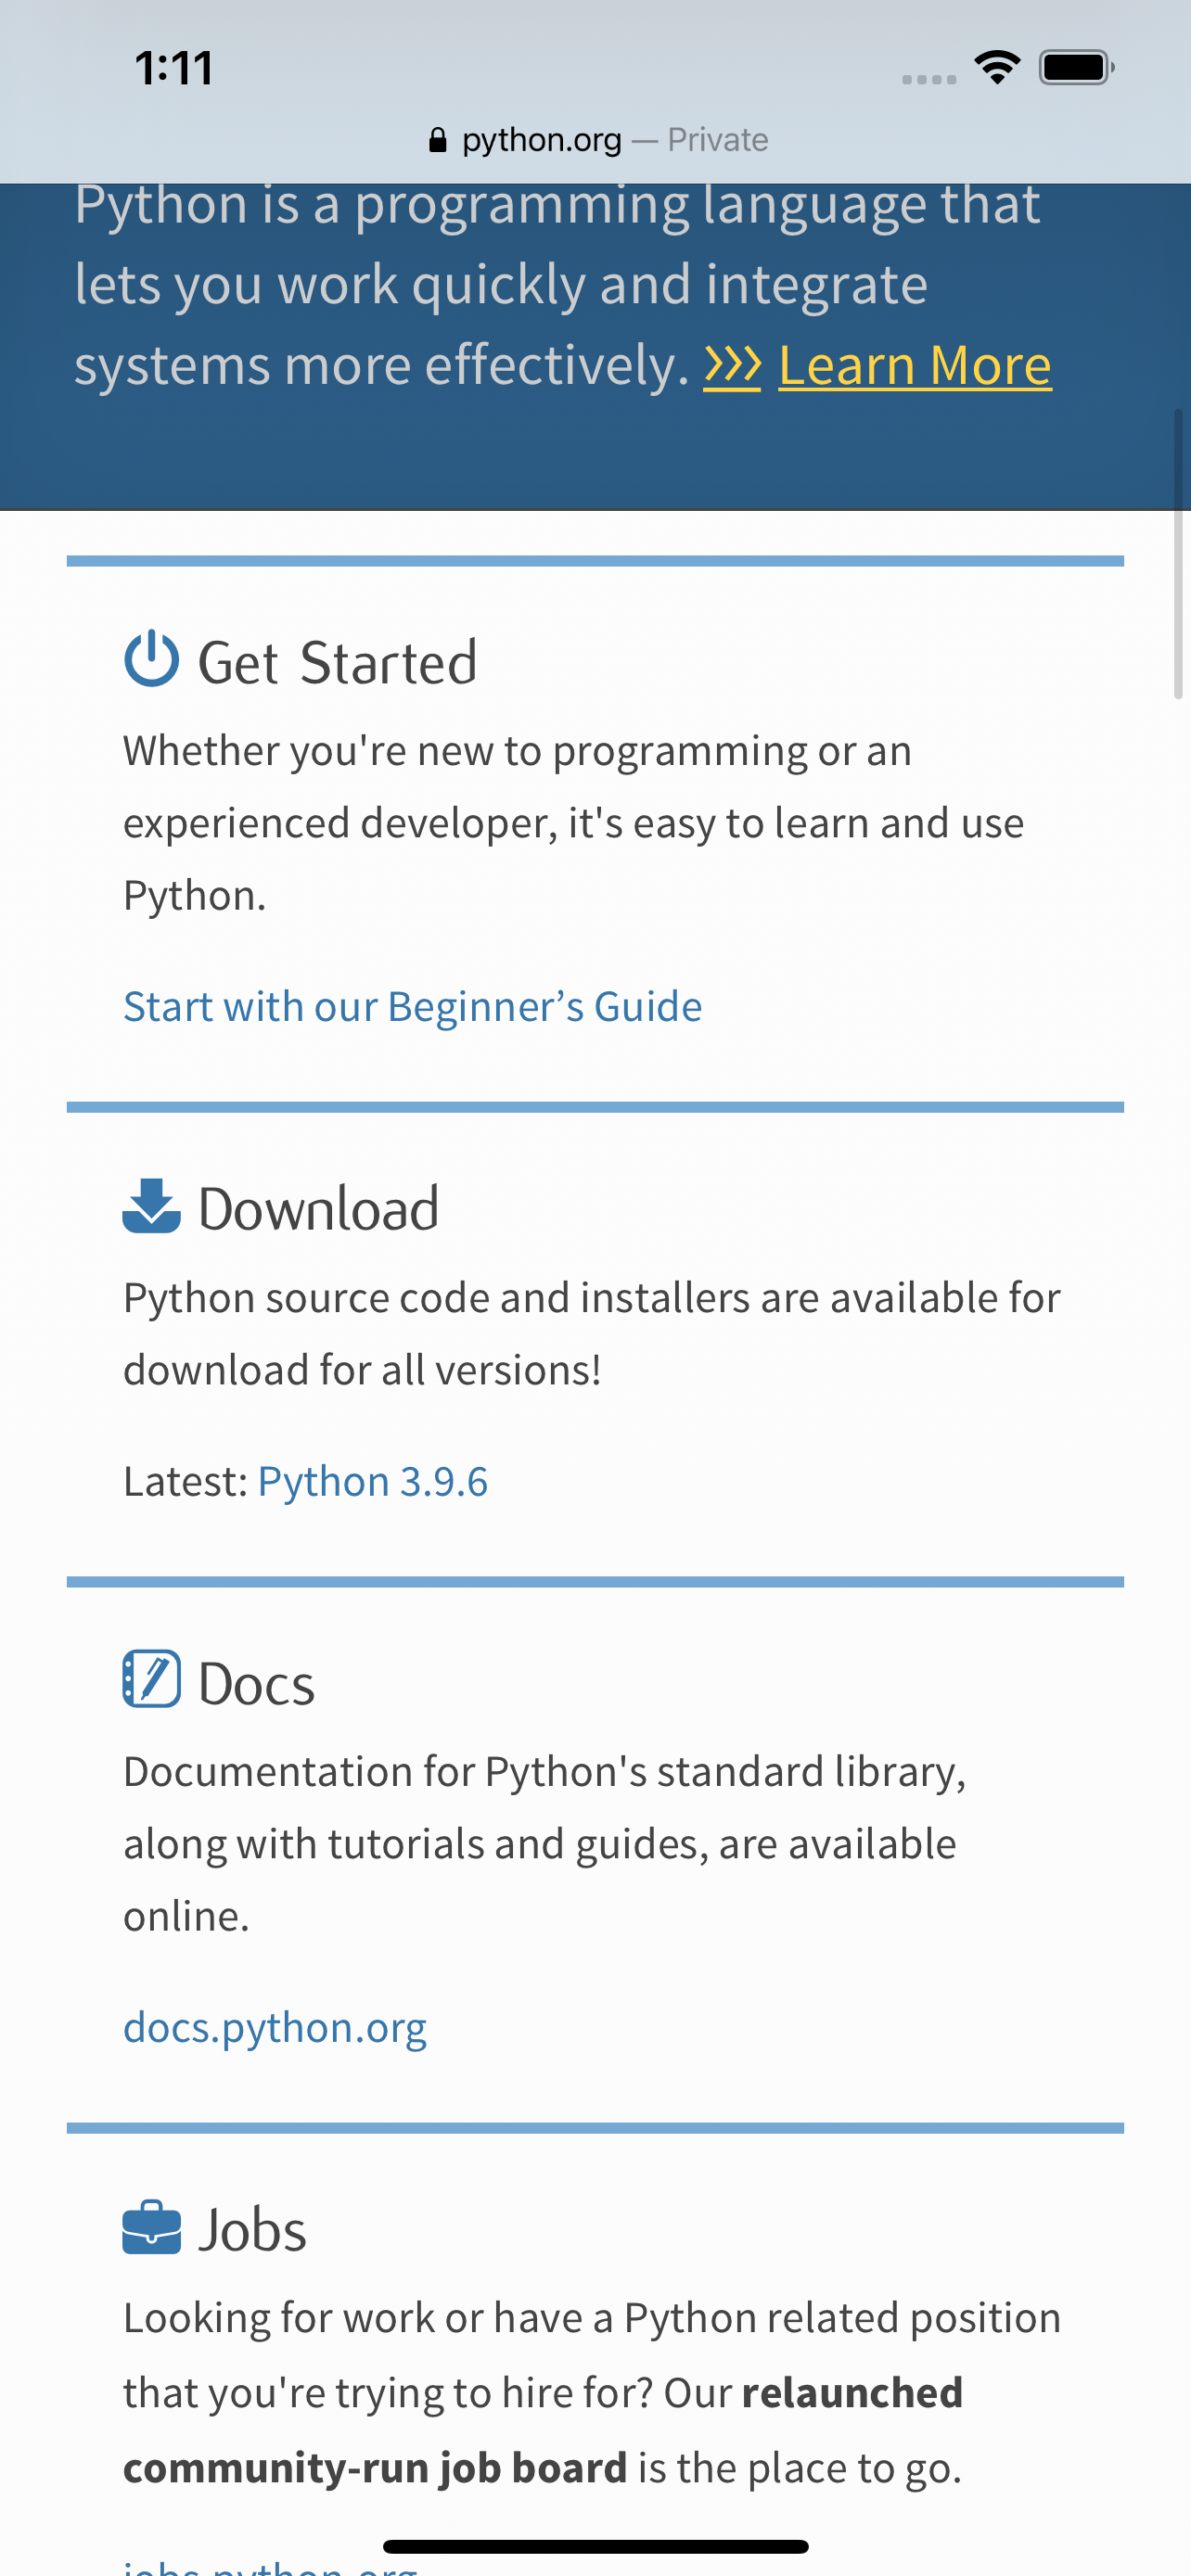 1:11
python.org — Private
Python is a programming language that
lets you work quickly and integrate
systems more effectively. >>> Learn More
Get Started
Whether you're new to programming or an
experienced developer, it's easy to learn and use
Python.
Start with our Beginner’s Guide
Download
Python source code and installers are available for
download for all versions!
Latest: Python 3.9.6
Docs
Documentation for Python's standard library,
along with tutorials and guides, are available
online.
docs.python.org
Jobs
Looking for work or have a Python related position
that you're trying to hire for? Our relaunched
community-run job board is the place to go.
jobs.python.org